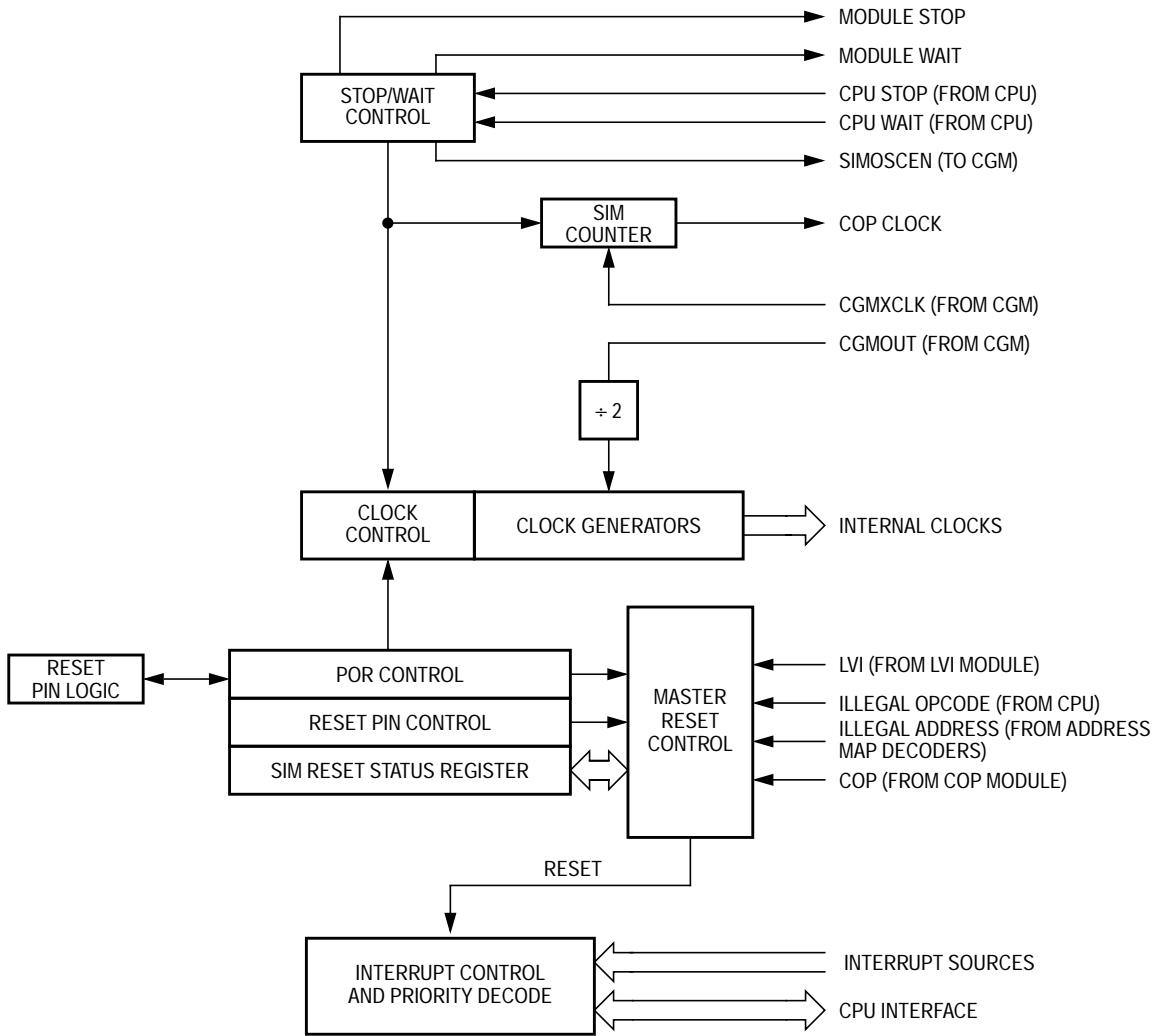 MODULE STOP
MODULE WAIT
STOP/WAIT
CONTROL
CPU STOP (FROM CPU)
CPU WAIT (FROM CPU)
SIMOSCEN (TO CGM)
SIM
COUNTER
COP CLOCK
CGMXCLK (FROM CGM)
CGMOUT (FROM CGM)
÷ 2
CLOCK
CONTROL
CLOCK GENERATORS
INTERNAL CLOCKS
RESET
PIN LOGIC
POR CONTROL
RESET PIN CONTROL
SIM RESET STATUS REGISTER
MASTER
RESET
CONTROL
LVI (FROM LVI MODULE)
ILLEGAL OPCODE (FROM CPU)
ILLEGAL ADDRESS (FROM ADDRESS
MAP DECODERS)
COP (FROM COP MODULE)
RESET
INTERRUPT CONTROL
AND PRIORITY DECODE
INTERRUPT SOURCES
CPU INTERFACE